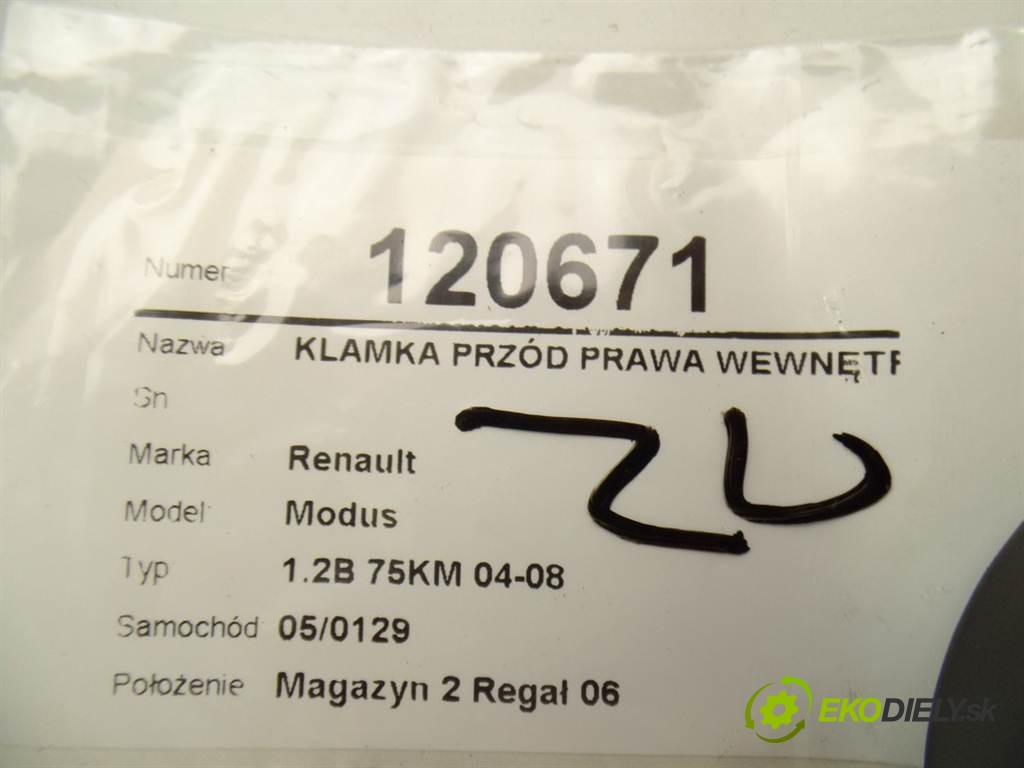 Numer 120671
Nazwa KLAMKA PRZÓD PRAWA WEWNĘTR
Sn
Marka Renault
Model Modus
Typ 1.2B 75KM 04-08
Samochód 05/0129
Położenie Magazyn 2 Regał 06
ZU
EKODIELY.sk